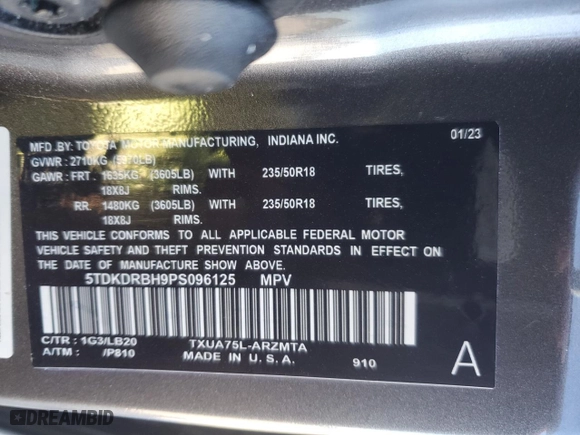 MFD. BY: TOYOTA MOTOR MANUFACTURING, INDIANA INC. 01/23
GVWR : 2710KG (5970LB)
GAWR : FRT. 1635KG (3605LB) WITH 235/50R18 TIRES,
18X8J RIMS.
RR. 1480KG (3605LB) WITH 235/50R18 TIRES,
18X8J RIMS.
THIS VEHICLE CONFORMS TO ALL APPLICABLE FEDERAL MOTOR
VEHICLE SAFETY AND THEFT PREVENTION STANDARDS IN EFFECT ON
THE DATE OF MANUFACTURE SHOW ABOVE.
5TDKDRBH9PS096125 MPV
C/TR : 1G3/LB20 TXUA75L-ARZMTA
A/TM : /P810 MADE IN U.S.A. 910 A
DREAMBID